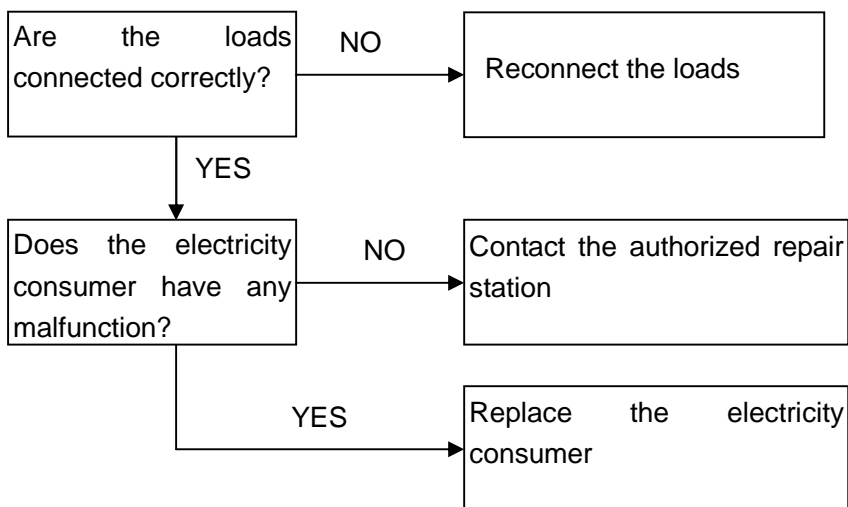 Are the loads
connected correctly?
NO
Reconnect the loads
YES
Does the electricity
consumer have any
malfunction?
NO
Contact the authorized repair
station
YES
Replace the electricity
consumer